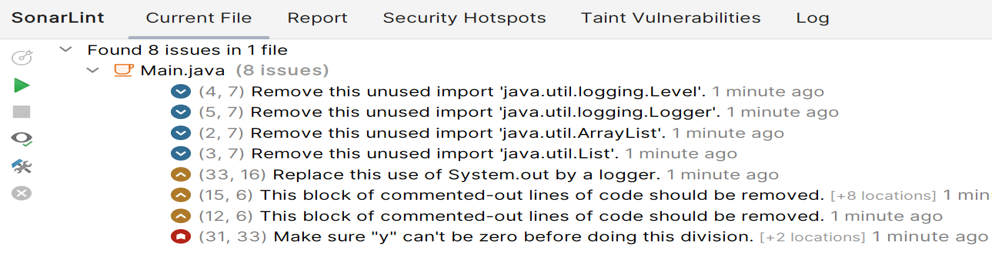 SonarLint Current File Report Security Hotspots Taint Vulnerabilities Log
Found 8 issues in 1 file
Main.java (8 issues)
(4, 7) Remove this unused import 'java.util.logging.Level'. 1 minute ago
(5, 7) Remove this unused import 'java.util.logging.Logger'. 1 minute ago
(2, 7) Remove this unused import 'java.util.ArrayList'. 1 minute ago
(3, 7) Remove this unused import 'java.util.List'. 1 minute ago
(33, 16) Replace this use of System.out by a logger. 1 minute ago
(15, 6) This block of commented-out lines of code should be removed. [+8 locations] 1 min
(12, 6) This block of commented-out lines of code should be removed. 1 minute ago
(31, 33) Make sure "y" can't be zero before doing this division. [+2 locations] 1 minute ago